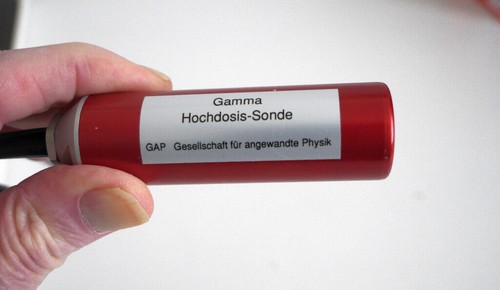 Gamma
Hochdosis-Sonde
GAP Gesellschaft für angewandte Physik